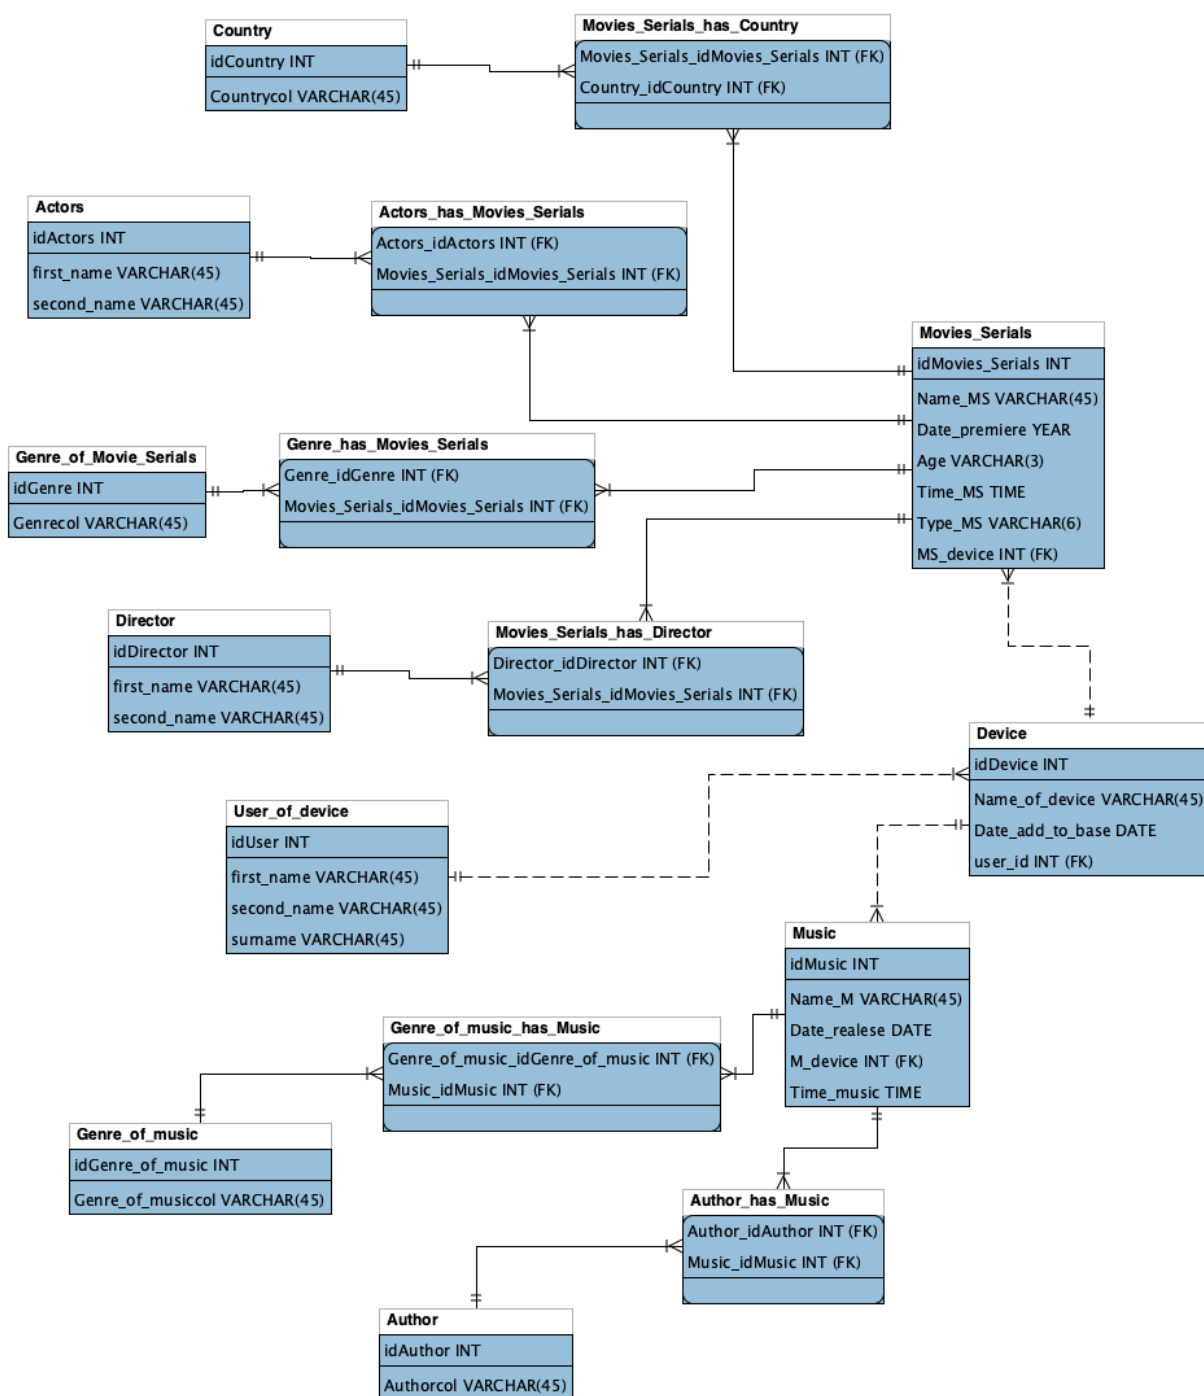 Country
idCountry INT
Countrycol VARCHAR(45)
Movies_Serials_has_Country
Movies_Serials_idMovies_Serials INT (FK)
Country_idCountry INT (FK)
Actors
idActors INT
first_name VARCHAR(45)
second_name VARCHAR(45)
Actors_has_Movies_Serials
Actors_idActors INT (FK)
Movies_Serials_idMovies_Serials INT (FK)
Movies_Serials
idMovies_Serials INT
Name_MS VARCHAR(45)
Date_premiere YEAR
Age VARCHAR(3)
Time_MS TIME
Type_MS VARCHAR(6)
MS_device INT (FK)
Genre_of_Movie_Serials
idGenre INT
Genrecol VARCHAR(45)
Genre_has_Movies_Serials
Genre_idGenre INT (FK)
Movies_Serials_idMovies_Serials INT (FK)
Director
idDirector INT
first_name VARCHAR(45)
second_name VARCHAR(45)
Movies_Serials_has_Director
Director_idDirector INT (FK)
Movies_Serials_idMovies_Serials INT (FK)
Device
idDevice INT
Name_of_device VARCHAR(45)
Date_add_to_base DATE
user_id INT (FK)
User_of_device
idUser INT
first_name VARCHAR(45)
second_name VARCHAR(45)
surname VARCHAR(45)
Music
idMusic INT
Name_M VARCHAR(45)
Date_realese DATE
M_device INT (FK)
Time_music TIME
Genre_of_music_has_Music
Genre_of_music_idGenre_of_music INT (FK)
Music_idMusic INT (FK)
Genre_of_music
idGenre_of_music INT
Genre_of_musiccol VARCHAR(45)
Author_has_Music
Author_idAuthor INT (FK)
Music_idMusic INT (FK)
Author
idAuthor INT
Authorcol VARCHAR(45)